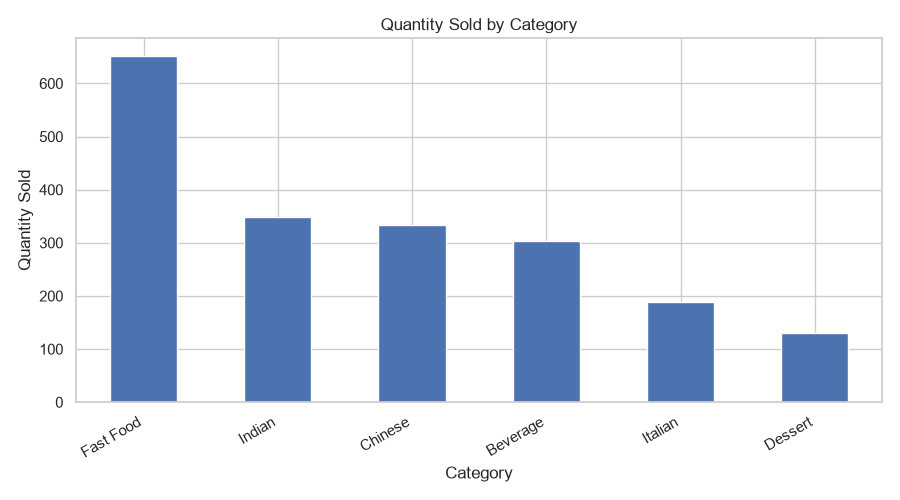 Quantity Sold by Category
Quantity Sold
600
500
400
300
200
100
0
Fast Food
Indian
Chinese
Beverage
Italian
Dessert
Category